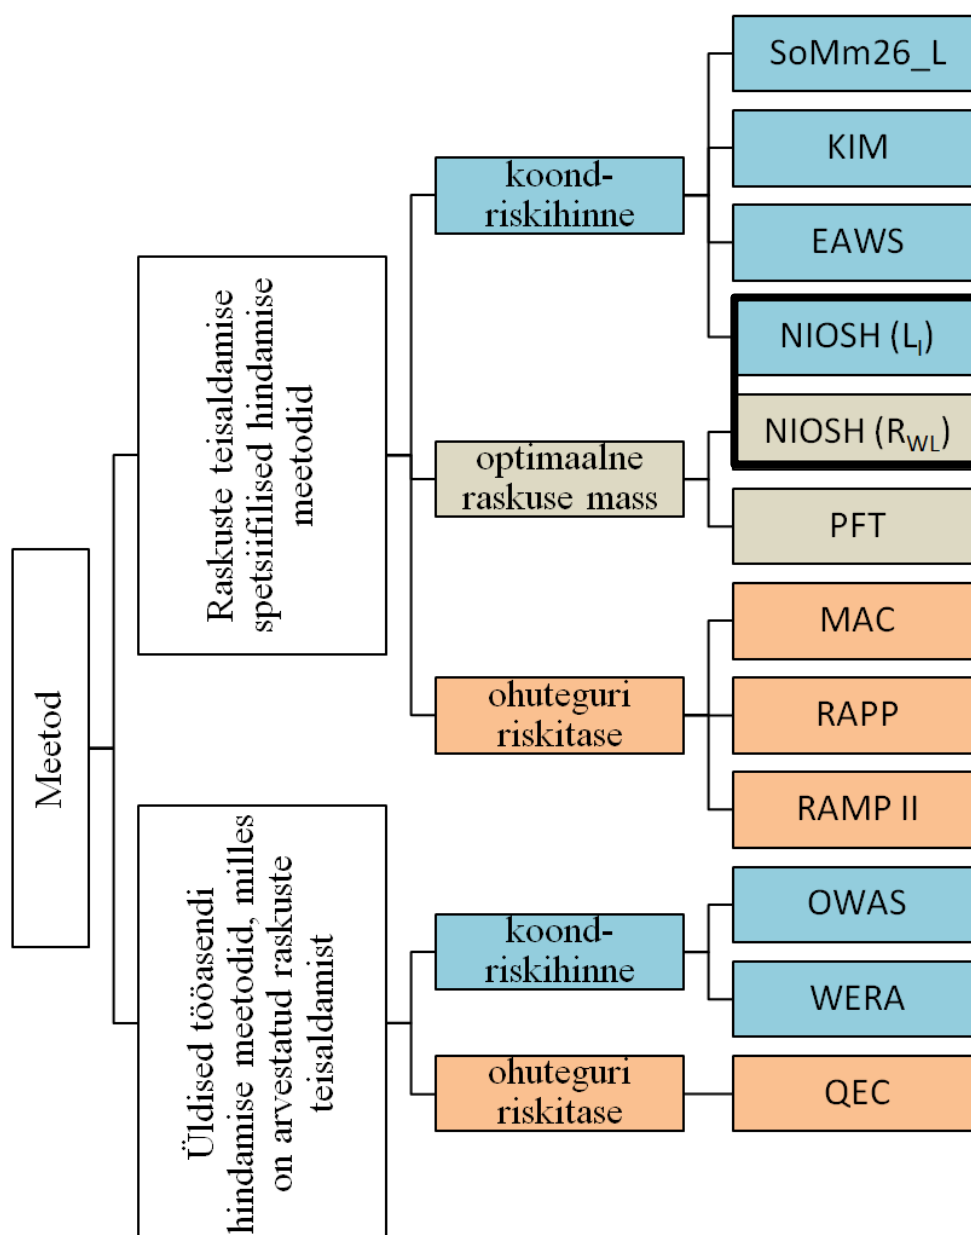 Meetod
Raskuste teisaldamise
spetsiifilised hindamise
meetodid
koond-
riskihinne
SoMm26_L
KIM
EAWS
NIOSH (LI)
optimaalne
raskuse mass
NIOSH (RWL)
PFT
ohuteguri
riskitase
MAC
RAPP
RAMP II
Üldised tööasendi
hindamise meetodid, milles
on arvestatud raskuste
teisaldamist
koond-
riskihinne
OWAS
WERA
ohuteguri
riskitase
QEC